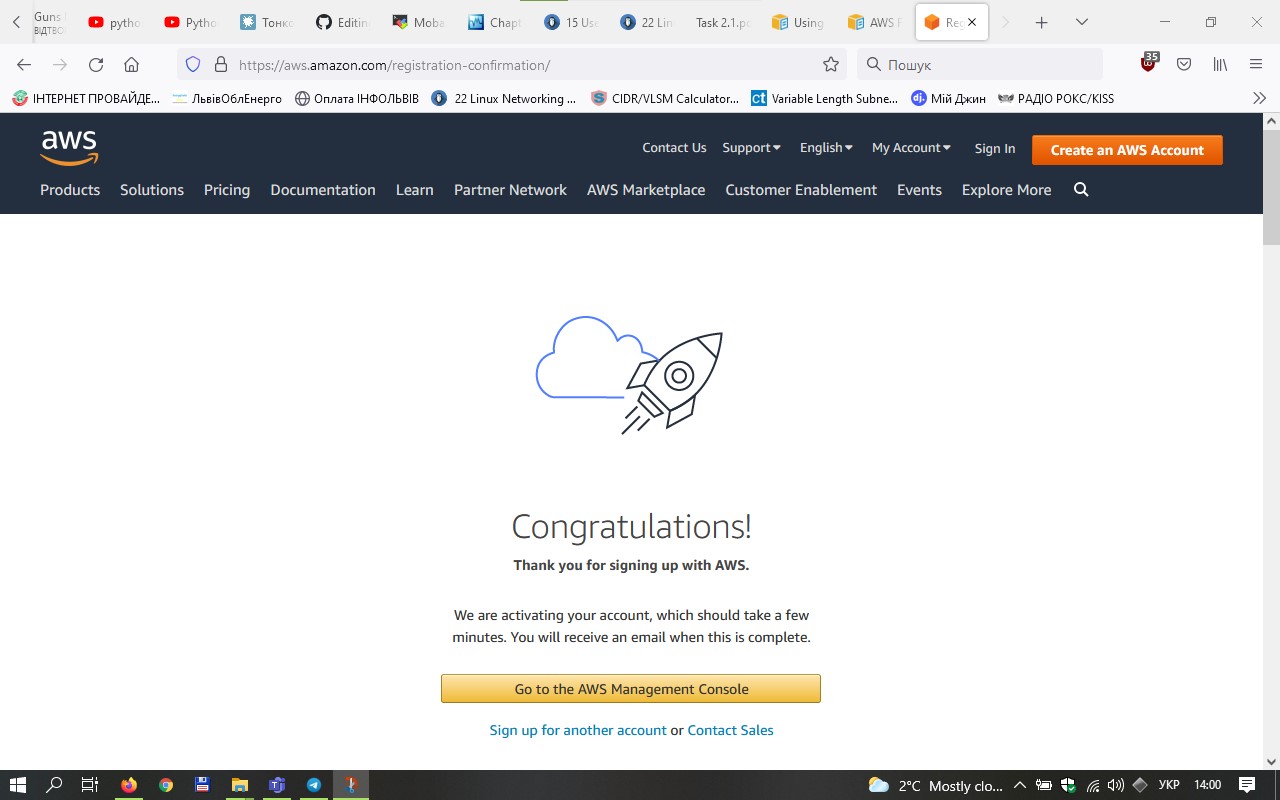 Guns
ВІДТВО
pytho
Pytho
Тонко
Editin
Moba
Chapt
15 Use
22 Lin
Task 2.1.po
Using
AWS F
Reg
https://aws.amazon.com/registration-confirmation/
Пошук
35
ІНТЕРНЕТ ПРОВАЙДЕ...
ЛьвівОблЕнерго
Оплата ІНФОЛЬВІВ
22 Linux Networking ...
CIDR/VLSM Calculator...
ct Variable Length Subne...
dj. Мій Джин
РАДІО РОКС/KISS
aws
Contact Us
Support
English
My Account
Sign In
Create an AWS Account
Products
Solutions
Pricing
Documentation
Learn
Partner Network
AWS Marketplace
Customer Enablement
Events
Explore More
Congratulations!
Thank you for signing up with AWS.
We are activating your account, which should take a few
minutes. You will receive an email when this is complete.
Go to the AWS Management Console
Sign up for another account or Contact Sales
2°C Mostly clo...
УКР
14:00